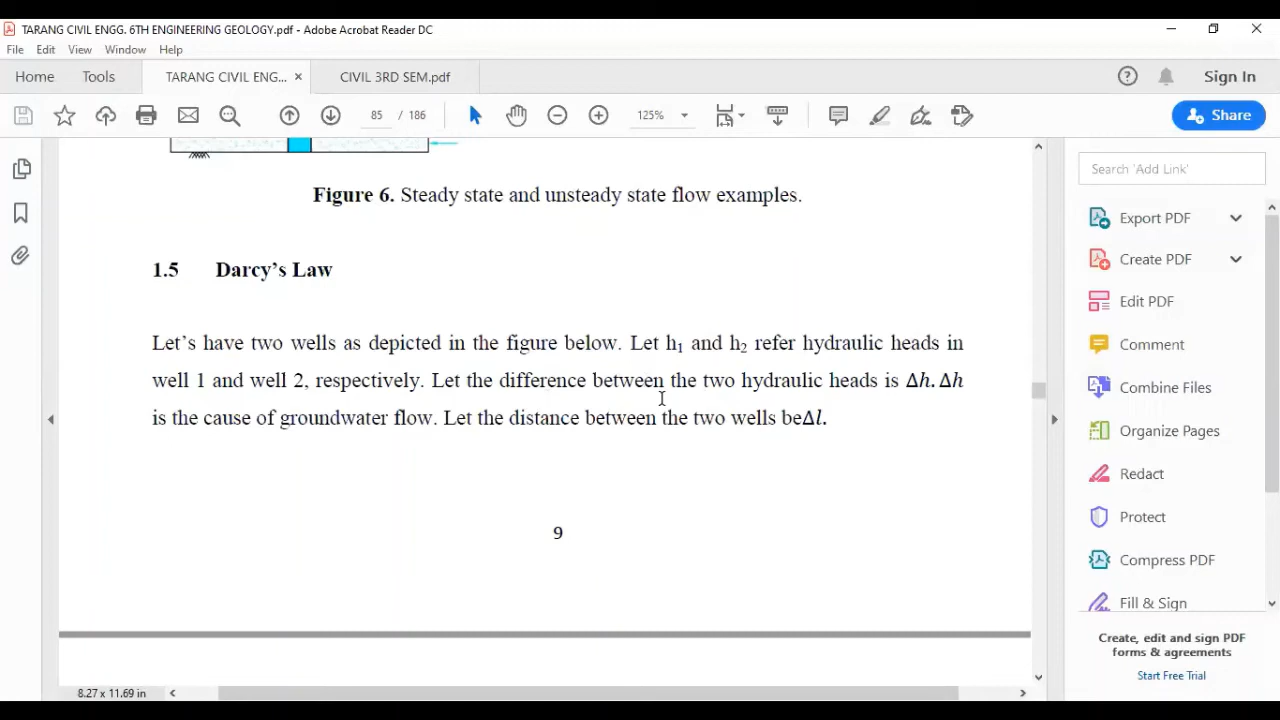 TARANG CIVIL ENGG. 6TH ENGINEERING GEOLOGY.pdf - Adobe Acrobat Reader DC
File Edit View Window Help
Home Tools TARANG CIVIL ENG... × CIVIL 3RD SEM.pdf Sign In
85 / 186 125% Share
Figure 6. Steady state and unsteady state flow examples.
1.5 Darcy's Law
Let's have two wells as depicted in the figure below. Let h₁ and h₂ refer hydraulic heads in
well 1 and well 2, respectively. Let the difference between the two hydraulic heads is Δh. Δh
is the cause of groundwater flow. Let the distance between the two wells beΔl.
9
8.27 x 11.69 in
Search 'Add Link'
Export PDF
Create PDF
Edit PDF
Comment
Combine Files
Organize Pages
Redact
Protect
Compress PDF
Fill & Sign
Create, edit and sign PDF
forms & agreements
Start Free Trial